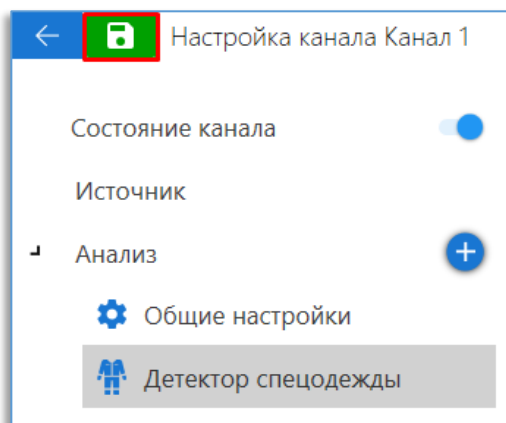 Настройка канала Канал 1
Состояние канала
Источник
Анализ
Общие настройки
Детектор спецодежды